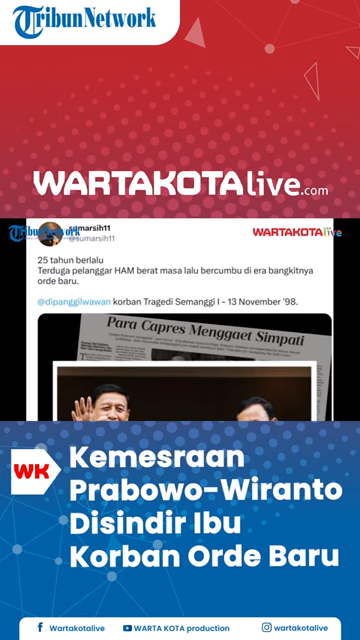 TribunNetwork
WARTAKOTAlive.com
TribunNetwork
sumarsih11
@sumarsih11
WARTAKOTAlive
25 tahun berlalu
Terduga pelanggar HAM berat masa lalu bercumbu di era bangkitnya
orde baru.
@dipanggilwawan korban Tragedi Semanggi I - 13 November '98.
Para Capres Menggaet Simpati
WK
Kemesraan
Prabowo-Wiranto
Disindir Ibu
Korban Orde Baru
Wartakotalive
WARTA KOTA production
wartakotalive